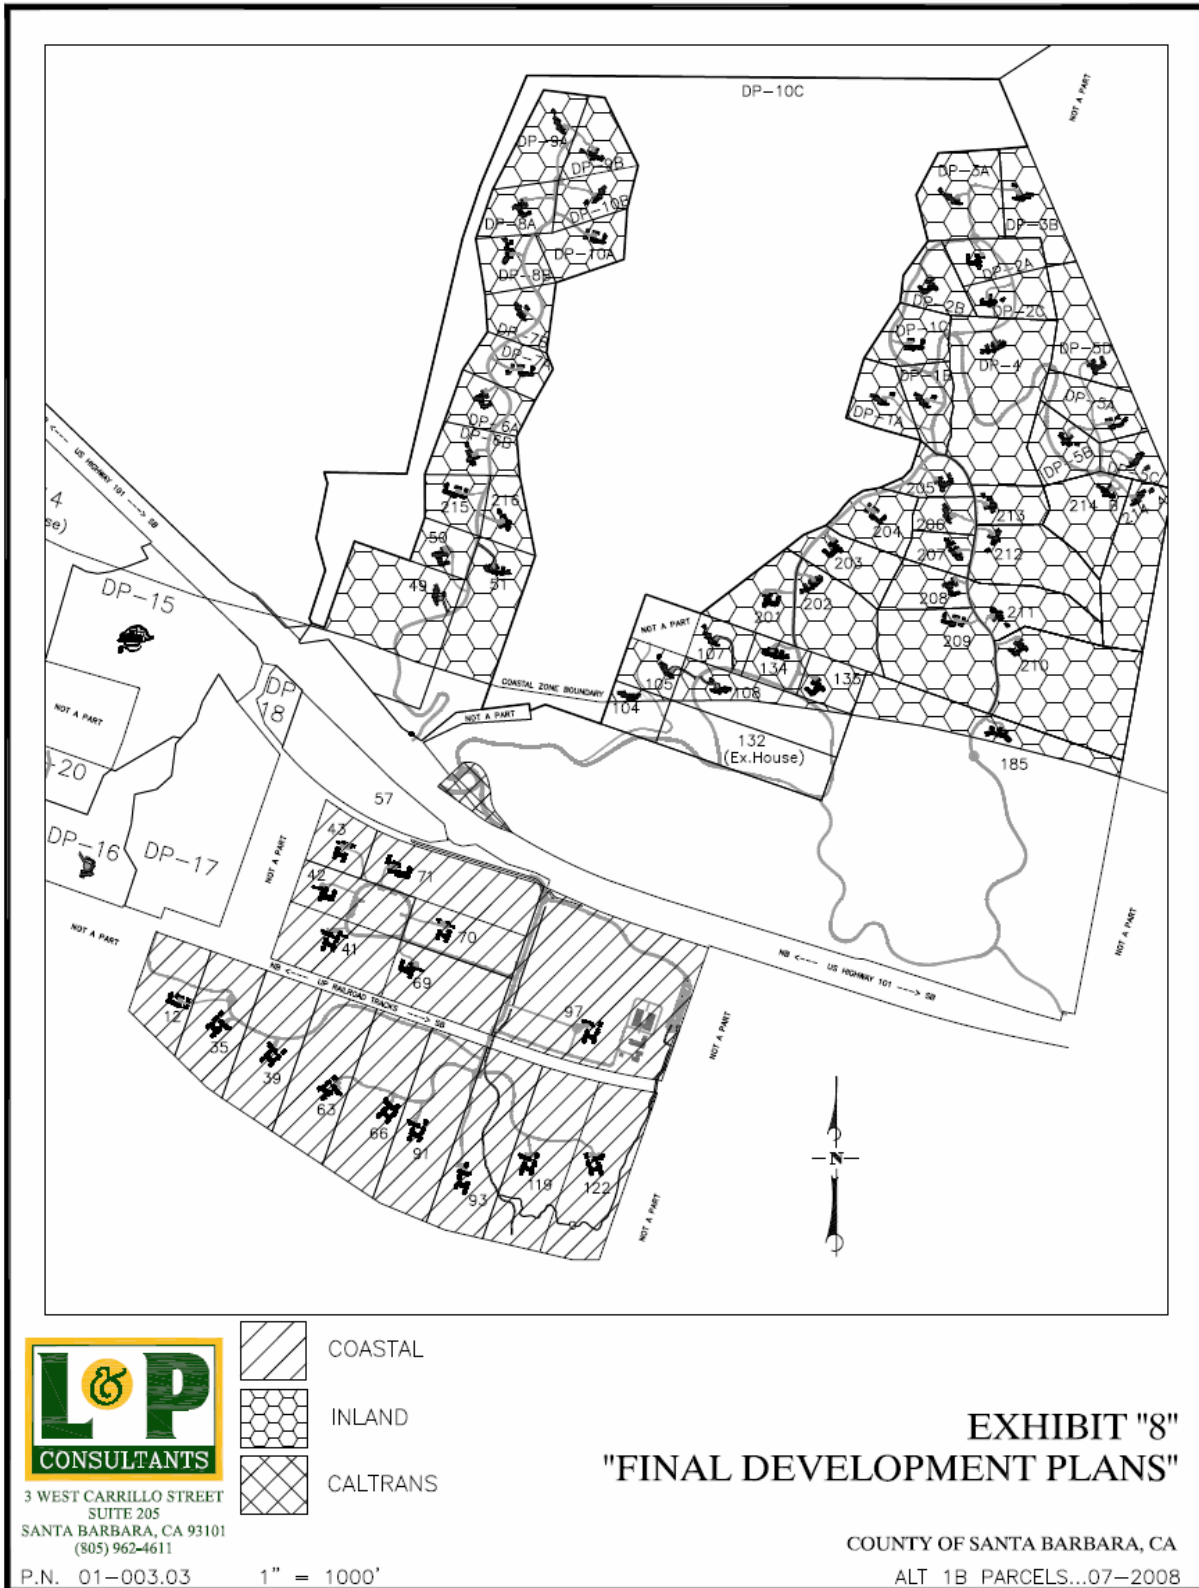 DP-10C
NOT A PART
DP-9A
DP-9B
DP-10B
DP-8A
DP-10A
DP-8B
DP-7B
DP-7A
DP-6A
DP-6B
215
216
50
49
51
DP-3A
DP-3B
DP-2A
DP-2B
DP-2C
DP-1C
DP-4
DP-5D
DP-1B
DP-1A
DP-5A
DP-5B
DP-5C
205
204
206
213
214 B
207
212
203
202
201
208
209
211
210
NOT A PART
107
134
135
105
108
104
132
(Ex.House)
185
<---- US HIGHWAY 101 ----> SB
4
se)
DP-15
COASTAL ZONE BOUNDARY
NOT A PART
NOT A PART
DP
18
-20
57
DP-16
DP-17
NOT A PART
NOT A PART
43
42
71
41
70
69
NB <---- UP RAILROAD TRACKS ----> SB
97
NB <---- US HIGHWAY 101 ----> SB
NOT A PART
NOT A PART
12
35
39
63
66
91
93
119
122
NOT A PART
N
COASTAL
INLAND
CALTRANS
L&P
CONSULTANTS
3 WEST CARRILLO STREET
SUITE 205
SANTA BARBARA, CA 93101
(805) 962-4611
EXHIBIT "8"
"FINAL DEVELOPMENT PLANS"
COUNTY OF SANTA BARBARA, CA
P.N. 01-003.03
1" = 1000'
ALT 1B PARCELS...07-2008